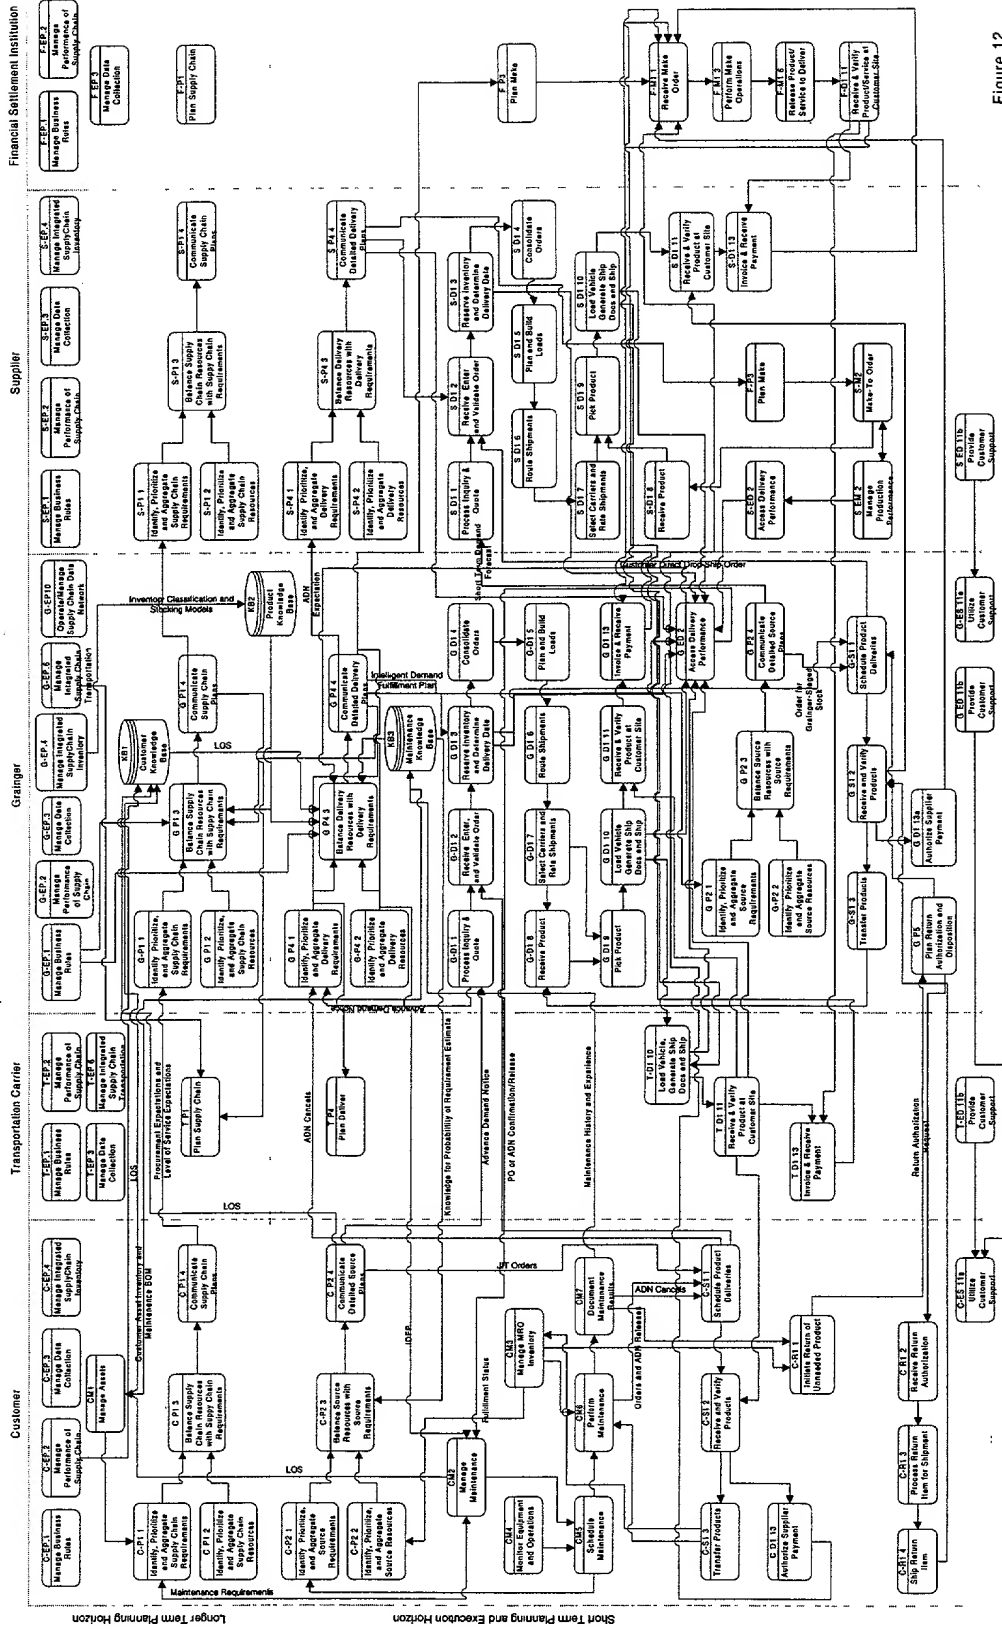 Customer
Transportation Carrier
Grainger
Supplier
Financial Settlement Institution
Longer Term Planning Horizon
Short Term Planning and Execution Horizon
C-EP.1
Manage Business
Rules
C-EP.2
Manage
Performance of
Supply Chain
C-EP.3
Manage Data
Collection
C-EP.4
Manage Integrated
SupplyChain
Inventory
T-EP.1
Manage Business
Rules
T-EP.2
Manage
Performance of
Supply Chain
T-EP 3
Manage Data
Collection
T-EP 6
Manage Integrated
Supply Chain
Transportation
G-EP.1
Manage Business
Rules
G-EP.2
Manage
Performance
of Supply
Chain
G-EP.3
Manage Data
Collection
G-EP.4
Manage Integrated
SupplyChain
Inventory
G-EP.6
Manage
Integrated
Supply Chain
Transportation
G-EP10
Operate/Manage
Supply Chain Data
Network
S-EP.1
Manage Business
Rules
S-EP.2
Manage
Performance of
Supply Chain
S-EP.3
Manage Data
Collection
S-EP.4
Manage Integrated
SupplyChain
Inventory
F-EP.1
Manage Business
Rules
F-EP.2
Manage
Performance of
Supply Chain
F EP 3
Manage Data
Collection
CM1
Manage Assets
LOS
Customer Asset Inventory and
Maintenence BOM
Procurement Expectations and
Level of Service Expectations
KB1
Customer
Knowledge
Base
Inventory Classification and
Stocking Models
KB2
Product
Knowledge
Base
C-P1 1
Identify, Prioritize
and Aggregate
Supply Chain
Requirements
C P1 2
Identify, Prioritize
and Aggregate
Supply Chain
Resources
C P1 3
Balance Supply
Chain Resources
with Supply Chain
Requirements
C P1 4
Communicate
Supply Chain
Plans
T P1
Plan Supply Chain
G-P1 1
Identify, Prioritize,
and Aggregate
Supply Chain
Requirements
G P1 2
Identify, Prioritize
and Aggregate
Supply Chain
Resources
G P1 3
Balance Supply
Chain Resources
with Supply Chain
Requirements
G P1 4
Communicate
Supply Chain
Plans
S-P1 1
Identify, Prioritize
and Aggregate
Supply Chain
Requirements
S-P1 2
Identify, Prioritize
and Aggregate
Supply Chain
Resources
S-P1 3
Balance Supply
Chain Resources
with Supply Chain
Requirements
S-P1 4
Communicate
Supply Chain
Plans
F-P1
Plan Supply Chain
LOS
LOS
Maintenance Requirements
ADN Cancels
ADN
Expectation
C-P2 1
Identify Prioritize,
and Aggregate
Source
Requirements
C-P2 2
Identify, Prioritize,
and Aggregate
Source Resources
C-P2 3
Balance Source
Resources with
Source
Requirements
C P2 4
Communicate
Detailed Source
Plans
LOS
T P4
Plan Deliver
G P4 1
Identify, Prioritize
and Aggregate
Delivery
Requirements
G-P4 2
Identify, Prioritize
and Aggregate
Delivery
Resources
G P4 3
Balance Delivery
Resources with
Delivery
Requirements
G P4 4
Communicate
Detailed Delivery
Plans
Intelligent Demand
Fulfillment Plan
KB3
Maintenance
Knowledge
Base
S-P4 1
Identify Prioritize,
and Aggregate
Delivery
Requirements
S-P4 2
Identify, Prioritize
and Aggregate
Delivery
Resources
S-P4 3
Balance Delivery
Resources with
Delivery
Requirements
S P4 4
Communicate
Detailed Delivery
Plans
IDFP
Advance Demand Notice
Knowledge for Probability of Requirement Estimate
CM2
Manage
Maintenance
Fulfillment Status
G-D1 1
Process Inquiry &
Quote
G-D1 2
Receive Enter,
and Validate Order
G-D1 3
Reserve Inventory
and Determine
Delivery Date
G-D1 4
Consolidate
Orders
Short Term Demand
Forecast
S D1 1
Process Inquiry &
Quote
S D1 2
Receive Enter
and Validate Order
S-D1 3
Reserve Inventory
and Determine
Delivery Date
S D1 4
Consolidate
Orders
F P3
Plan Make
Advance Demand Notice
PO or ADN Confirmation/Release
CM4
Monitor Equipment
and Operations
CM3
Manage MRO
Inventory
JIT Orders
G-D1 5
Plan and Build
Loads
G-D1 6
Route Shipments
G-D1 7
Select Carriers and
Rate Shipments
G-D1 8
Receive Product
S D1 5
Plan and Build
Loads
S D1 6
Route Shipments
CM5
Schedule
Maintenance
CM6
Perform
Maintenance
CM7
Document
Maintenance
Results
Maintenance History and Experience
G D1 9
Pick Product
G D1 10
Load Vehicle
Generate Ship
Docs and Ship
G D1 11
Receive & Verify
Product at
Customer Site
G D1 13
Invoice & Receive
Payment
S D1 7
Select Carriers and
Rate Shipments
S D1 9
Pick Product
S D1 10
Load Vehicle
Generate Ship
Docs and Ship
Orders and ADN Releases
ADN Cancels
Customer Direct Drop-Ship Order
T-D1 10
Load Vehicle,
Generate Ship
Docs and Ship
G ED 2
Access Delivery
Performance
S-D1 8
Receive Product
S D1 11
Receive & Verify
Product at
Customer Site
F-M1 1
Receive Make
Order
F M1 3
Perform Make
Operations
F-M1 6
Release Product/
Service to Deliver
F-D1 11
Receive & Verify
Product/Service at
Customer Site
C-S1 3
Transfer Products
C-S1 2
Receive and Verify
Products
C-S1 1
Schedule Product
Deliveries
T D1 11
Receive & Verify
Product at
Customer Site
G P2 1
Identify, Prioritize
and Aggregate
Source
Requirements
G-P2 2
Identify Prioritize
and Aggregate
Source Resources
G P2 3
Balance Source
Resources with
Source
Requirements
G P2 4
Communicate
Detailed Source
Plans
S-ED 2
Access Delivery
Performance
F-P3
Plan Make
S-D1 13
Invoice & Receive
Payment
C D1 13
Authorize Supplier
Payment
C-R1 1
Initiate Return of
Unneeded Product
T D1 13
Invoice & Receive
Payment
Order for
Grainger-Staged
Stock
G-S1 3
Transfer Products
G S1 2
Receive and Verify
Products
G-S1 1
Schedule Product
Deliveries
S EM 2
Manage
Production
Performance
S-M2
Make-To Order
G D1 13a
Authorize Supplier
Payment
G P5
Plan Return
Authorization and
Disposition
Return Authorization
Request
C-R1 4
Ship Return
Item
C-R1 3
Process Return
Item for Shipment
C-R1 2
Receive Return
Authorization
C-ES 11a
Utilize
Customer
Support
T-ED 11b
Provide
Customer
Support
G ED 11b
Provide
Customer
Support
G-ES 11a
Utilize
Customer
Support
S ED 11b
Provide
Customer
Support
Figure 12